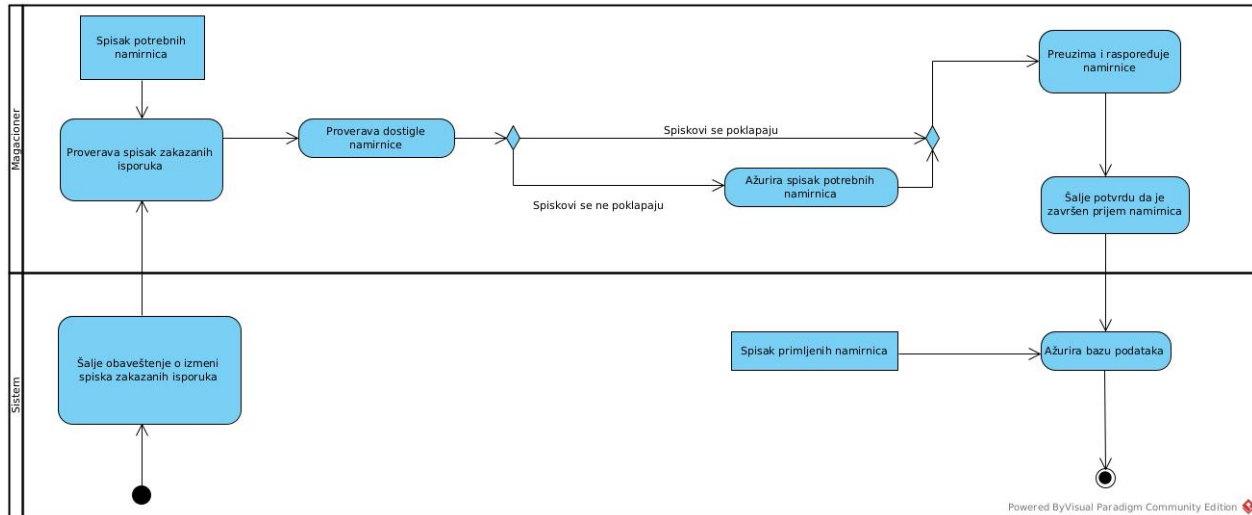 Magacioner
Spisak potrebnih
namirnica
Proverava spisak zakazanih
isporuka
Proverava dostigle
namirnice
Spiskovi se poklapaju
Spiskovi se ne poklapaju
Ažurira spisak potrebnih
namirnica
Preuzima i raspoređuje
namirnice
Šalje potvrdu da je
završen prijem namirnica
Sistem
Šalje obaveštenje o izmeni
spiska zakazanih isporuka
Spisak primljenih namirnica
Ažurira bazu podataka
Powered ByVisual Paradigm Community Edition